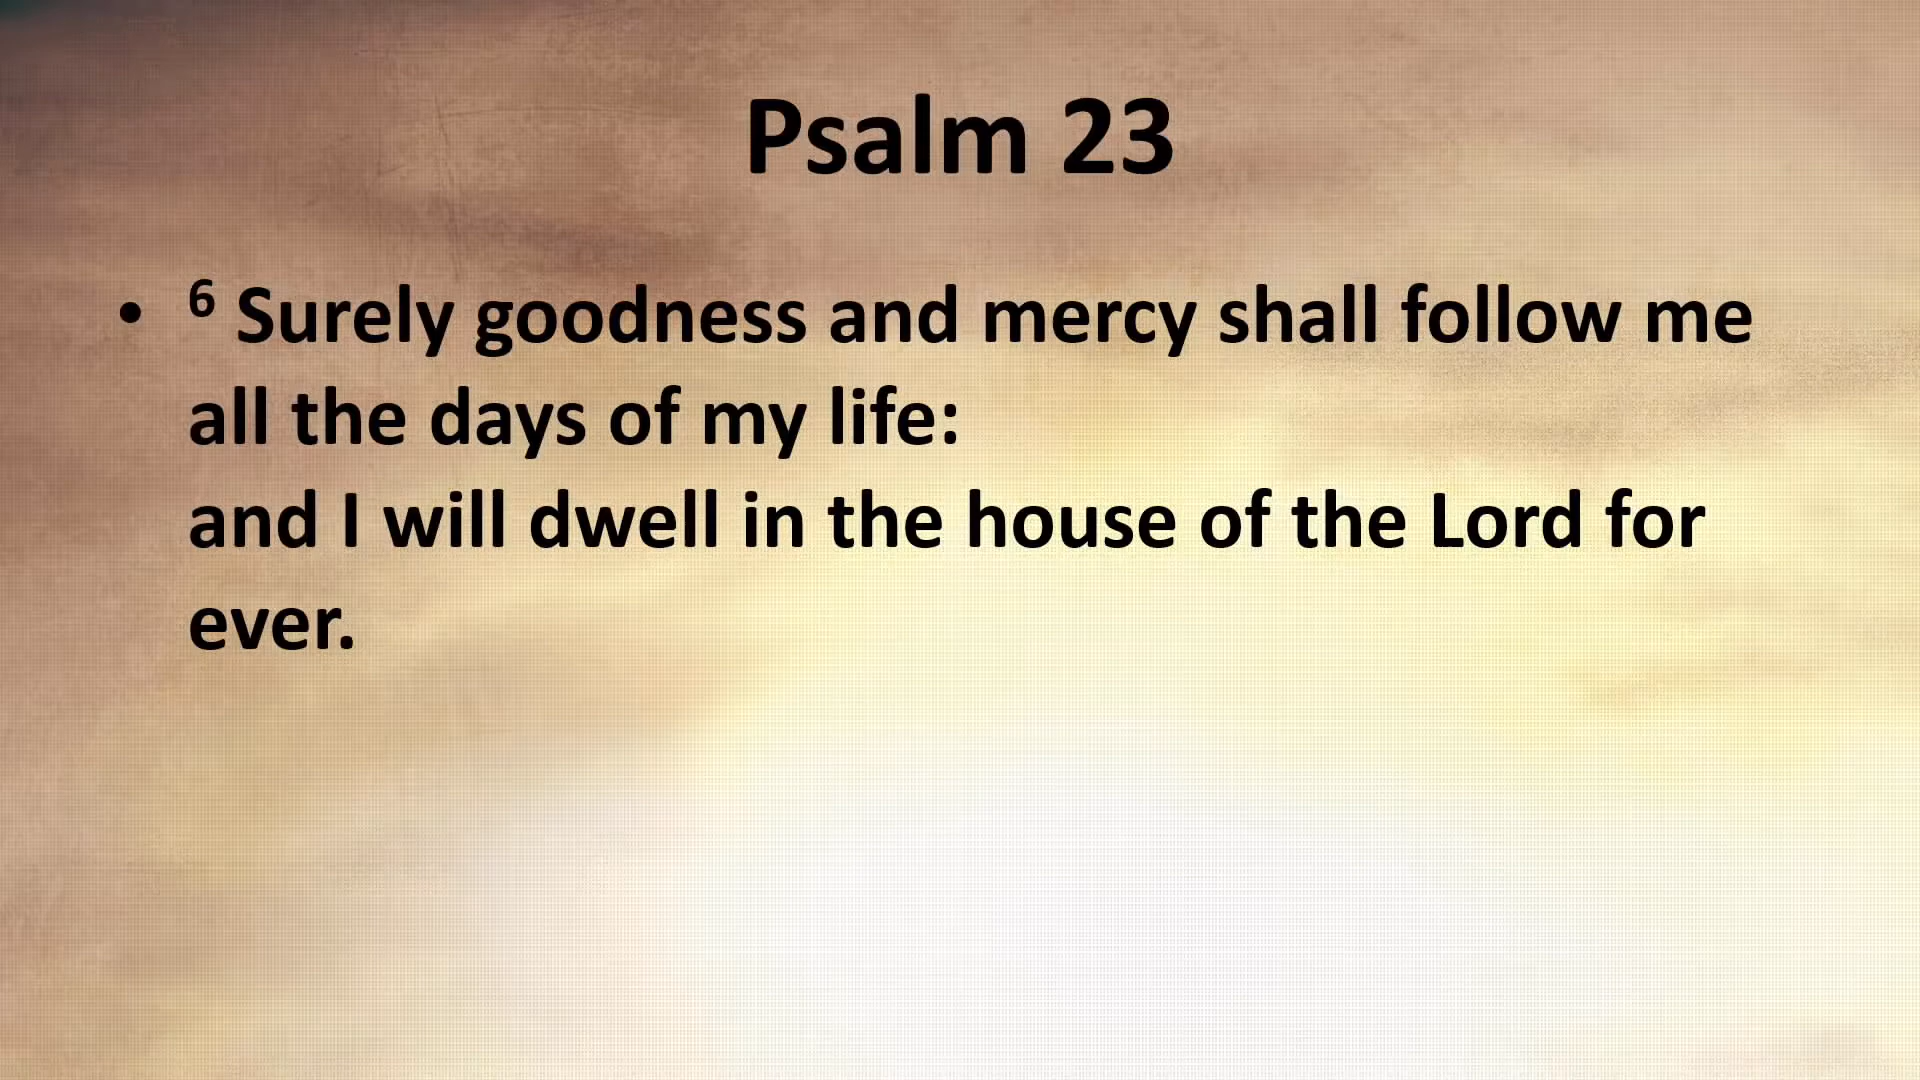 Psalm 23
• ⁶ Surely goodness and mercy shall follow me
all the days of my life:
and I will dwell in the house of the Lord for
ever.